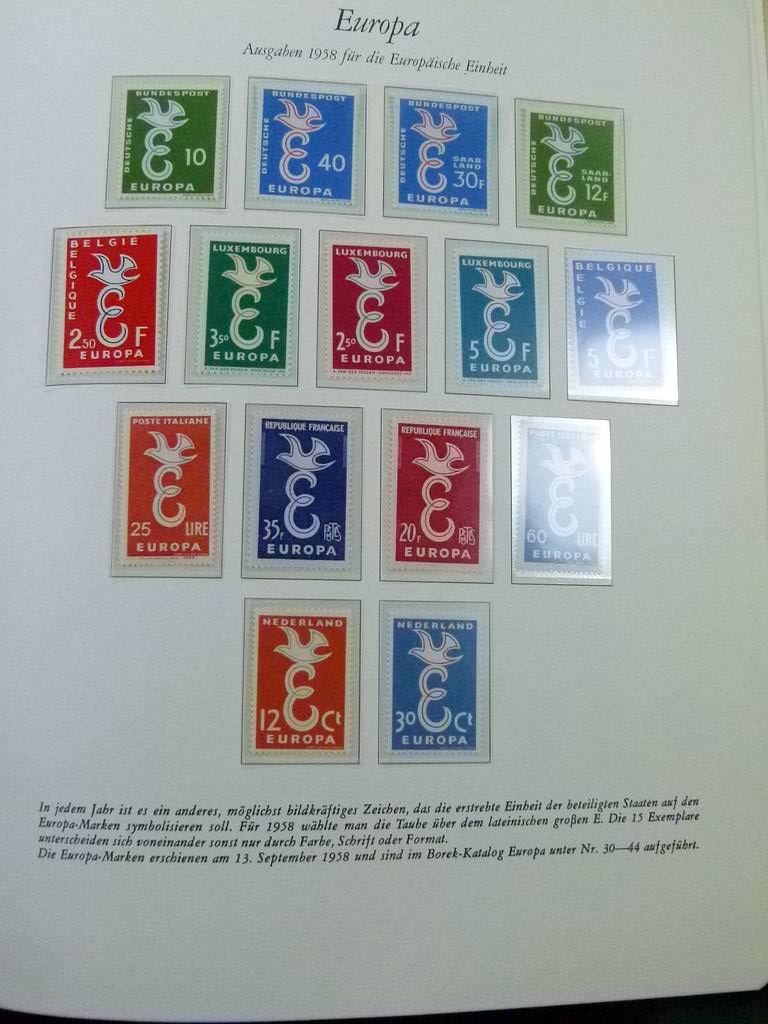 Europa
Ausgaben 1958 für die Europäische Einheit
BUNDESPOST
DEUTSCHE
10
EUROPA
BUNDESPOST
DEUTSCHE
40
EUROPA
BUNDESPOST
DEUTSCHE
SAAR-
LAND
30F
EUROPA
BUNDESPOST
DEUTSCHE
SAAR-
LAND
12F
EUROPA
BELGIE
BELGIQUE
2.50 F
EUROPA
LUXEMBOURG
3.50 F
EUROPA
LUXEMBOURG
2.50 F
EUROPA
LUXEMBOURG
5 F
EUROPA
BELGIQUE
BELGIE
5 F
EUROPA
POSTE ITALIANE
25 LIRE
EUROPA
REPUBLIQUE FRANÇAISE
35F
EUROPA
REPUBLIQUE FRANÇAISE
20F
EUROPA
POSTE ITALIANE
60 LIRE
EUROPA
NEDERLAND
12 Ct
EUROPA
NEDERLAND
30 Ct
EUROPA
In jedem Jahr ist es ein anderes, möglichst bildkräftiges Zeichen, das die erstrebte Einheit der beteiligten Staaten auf den
Europa-Marken symbolisieren soll. Für 1958 wählte man die Taube über dem lateinischen großen E. Die 15 Exemplare
unterscheiden sich voneinander sonst nur durch Farbe, Schrift oder Format.
Die Europa-Marken erschienen am 13. September 1958 und sind im Borek-Katalog Europa unter Nr. 30—44 aufgeführt.